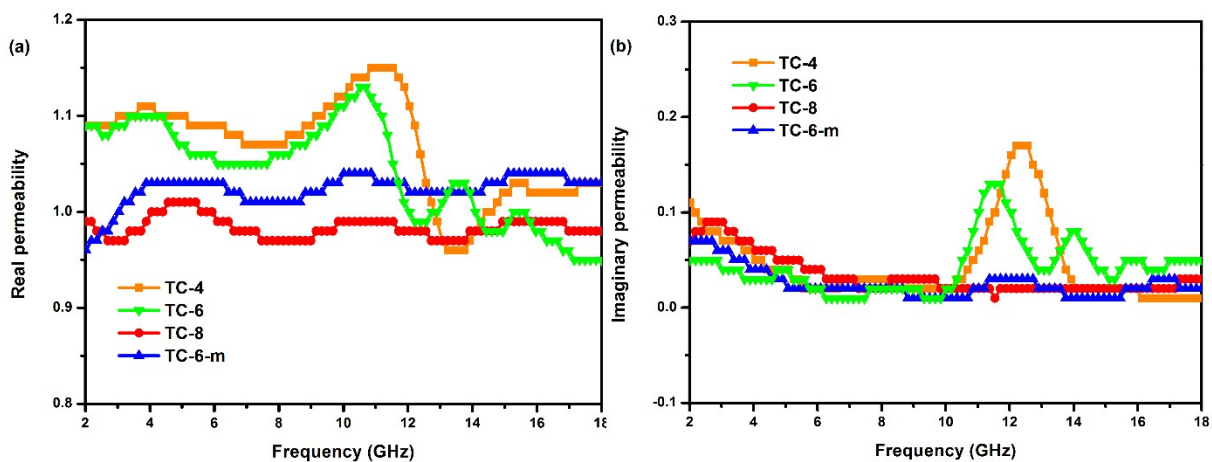 (a)
Real permeability
1.2
1.1
1.0
0.9
0.8
TC-4
TC-6
TC-8
TC-6-m
2 4 6 8 10 12 14 16 18
Frequency (GHz)
(b)
Imaginary permeability
0.3
0.2
0.1
0.0
-0.1
TC-4
TC-6
TC-8
TC-6-m
2 4 6 8 10 12 14 16 18
Frequency (GHz)